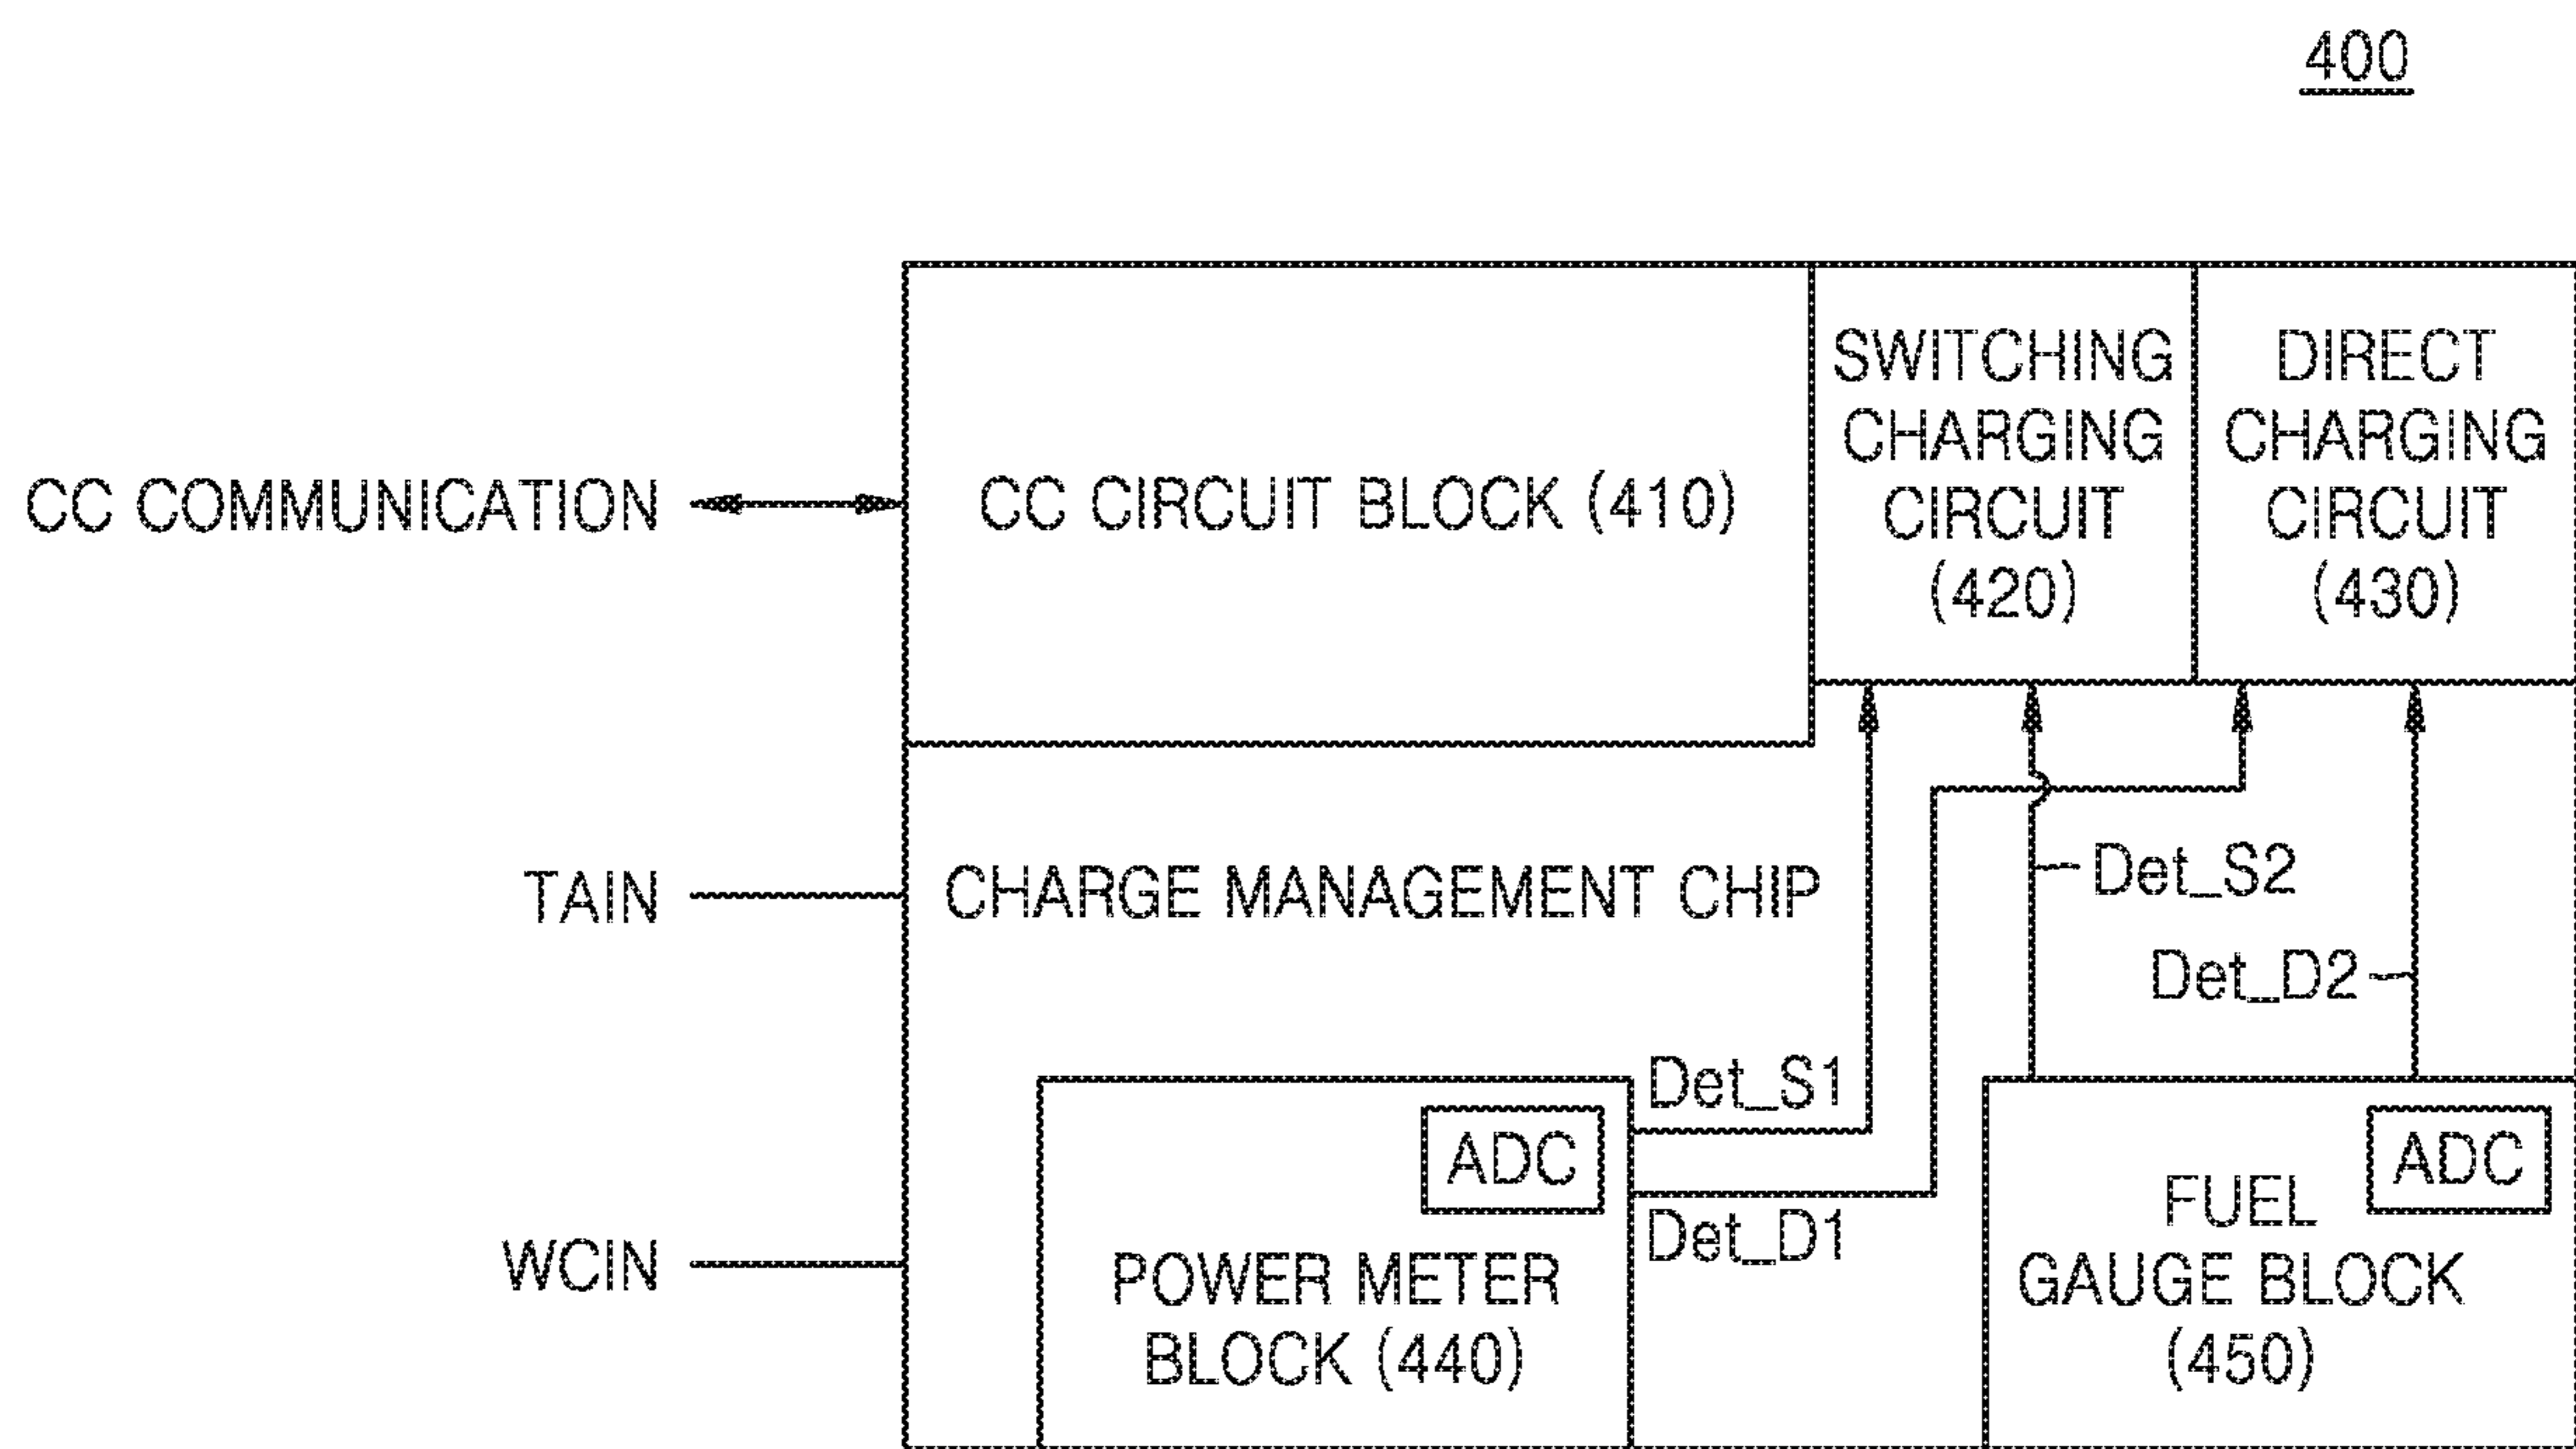 400
CC COMMUNICATION
CC CIRCUIT BLOCK (410)
SWITCHING
CHARGING
CIRCUIT
(420)
DIRECT
CHARGING
CIRCUIT
(430)
TAIN
CHARGE MANAGEMENT CHIP
Det_S2
Det_D2
WCIN
Det_S1
Det_D1
ADC
POWER METER
BLOCK (440)
ADC
FUEL
GAUGE BLOCK
(450)